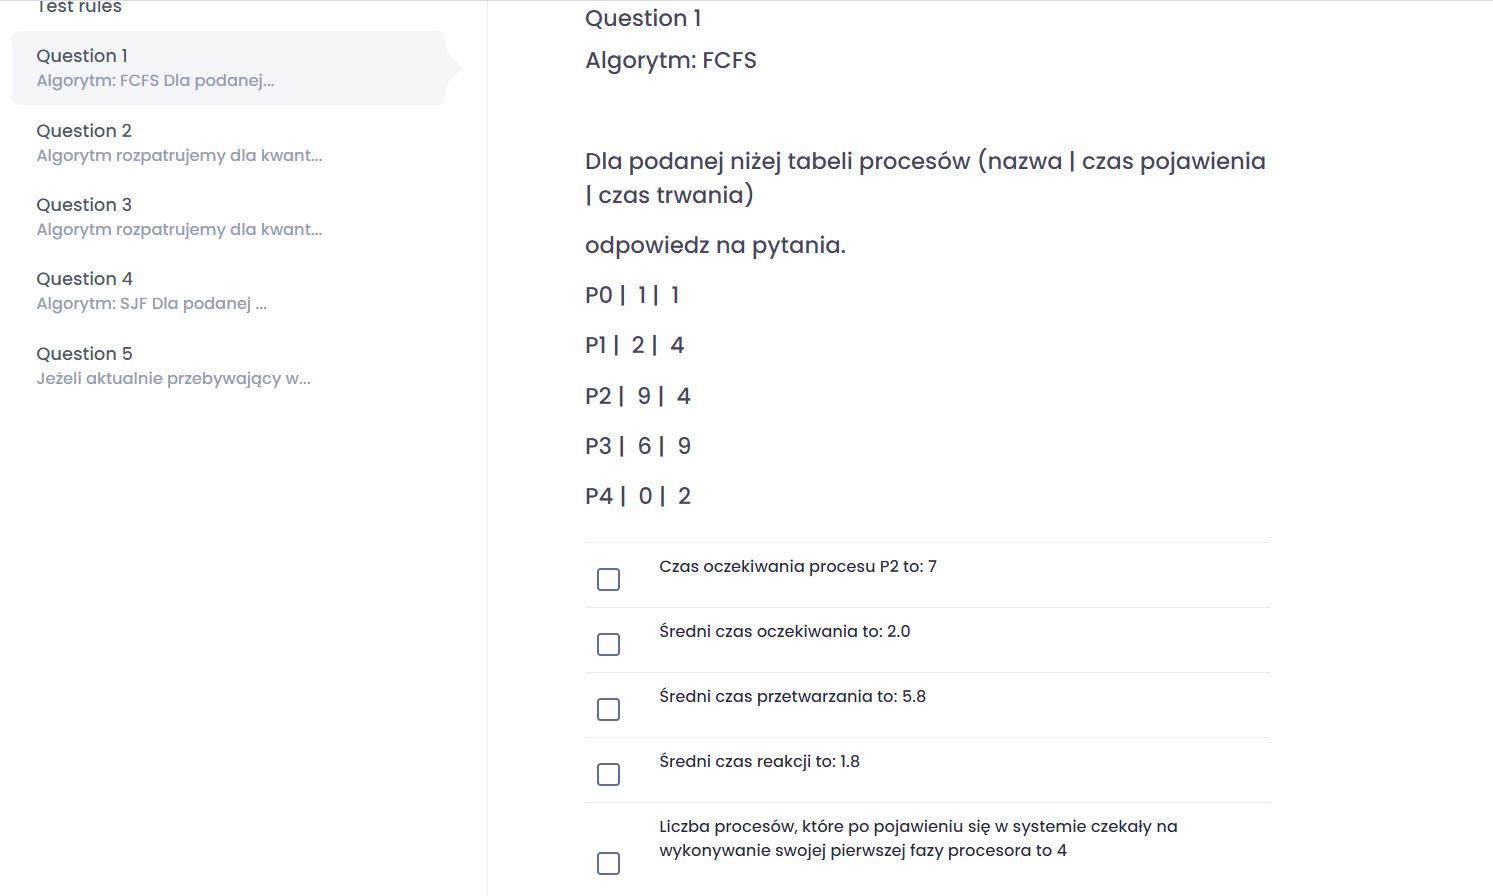 Test rules
Question 1
Algorytm: FCFS Dla podanej...
Question 2
Algorytm rozpatrujemy dla kwant...
Question 3
Algorytm rozpatrujemy dla kwant...
Question 4
Algorytm: SJF Dla podanej ...
Question 5
Jeżeli aktualnie przebywający w...
Question 1
Algorytm: FCFS
Dla podanej niżej tabeli procesów (nazwa | czas pojawienia
| czas trwania)
odpowiedz na pytania.
P0 | 1 | 1
P1 | 2 | 4
P2 | 9 | 4
P3 | 6 | 9
P4 | 0 | 2
Czas oczekiwania procesu P2 to: 7
Średni czas oczekiwania to: 2.0
Średni czas przetwarzania to: 5.8
Średni czas reakcji to: 1.8
Liczba procesów, które po pojawieniu się w systemie czekały na
wykonywanie swojej pierwszej fazy procesora to 4